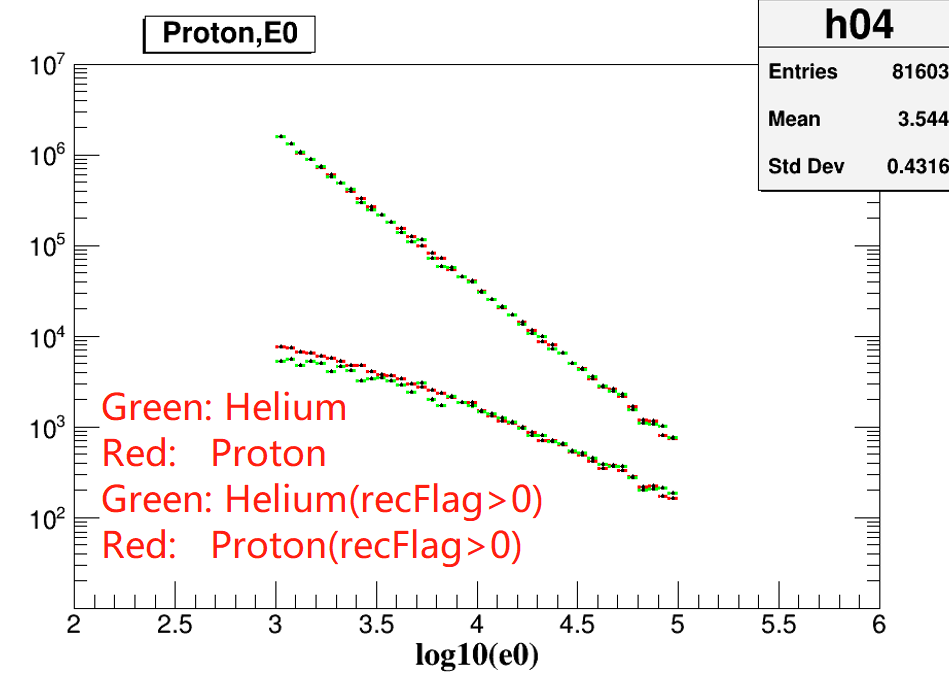 Proton,E0
h04
Entries 81603
Mean 3.544
Std Dev 0.4316
10^7
10^6
10^5
10^4
10^3
10^2
Green: Helium
Red: Proton
Green: Helium(recFlag>0)
Red: Proton(recFlag>0)
2 2.5 3 3.5 4 4.5 5 5.5 6
log10(e0)